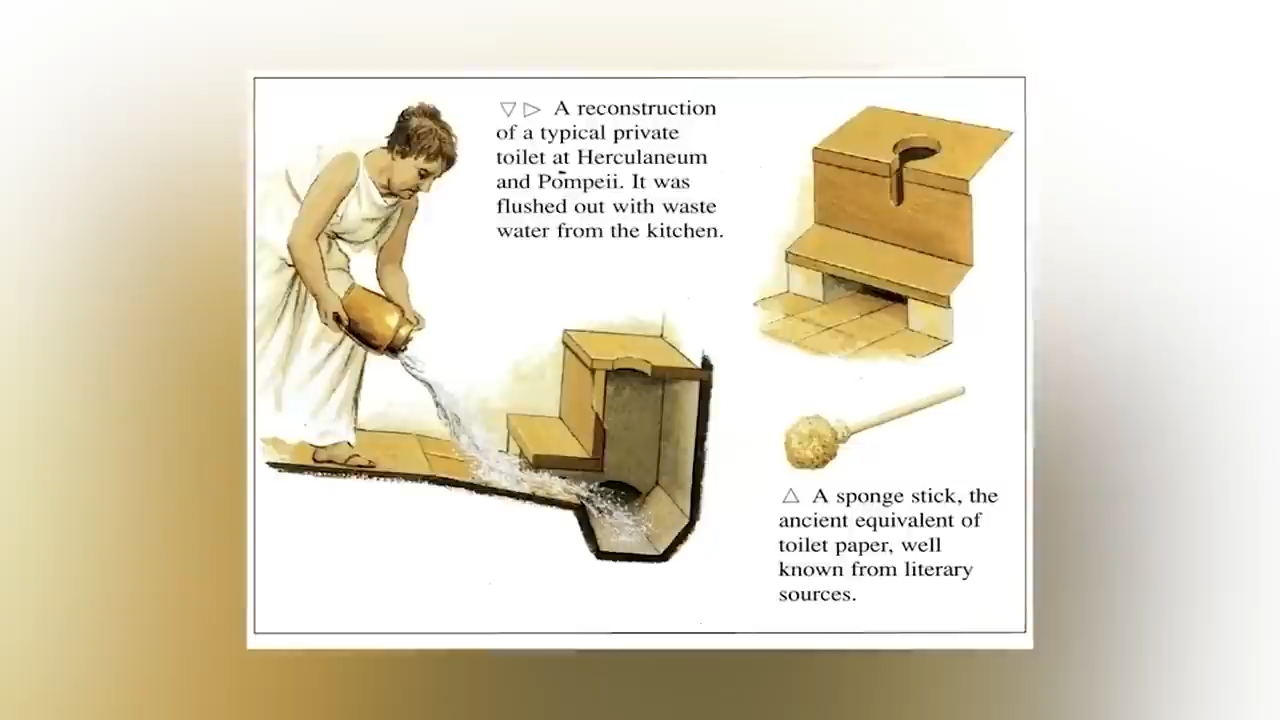 ▽ ▷ A reconstruction
of a typical private
toilet at Herculaneum
and Pompeii. It was
flushed out with waste
water from the kitchen.
△ A sponge stick, the
ancient equivalent of
toilet paper, well
known from literary
sources.